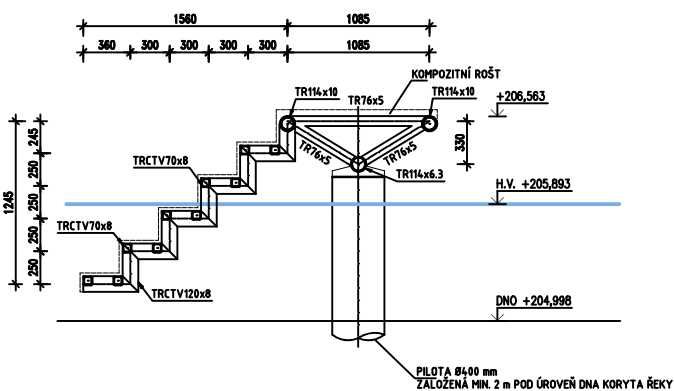 1560
1085
360
300
300
300
300
1085
KOMPOZITNÍ ROŠT
TR114x10
TR76x5
TR114x10
+206,563
245
250
250
250
250
1245
TRCTV70x8
TR76x5
TR76x5
TR114x6.3
330
H.V. +205,893
TRCTV70x8
TRCTV120x8
DNO +204,998
PILOTA Ø400 mm
ZALOŽENÁ MIN. 2 m POD ÚROVEŇ DNA KORYTA ŘEKY